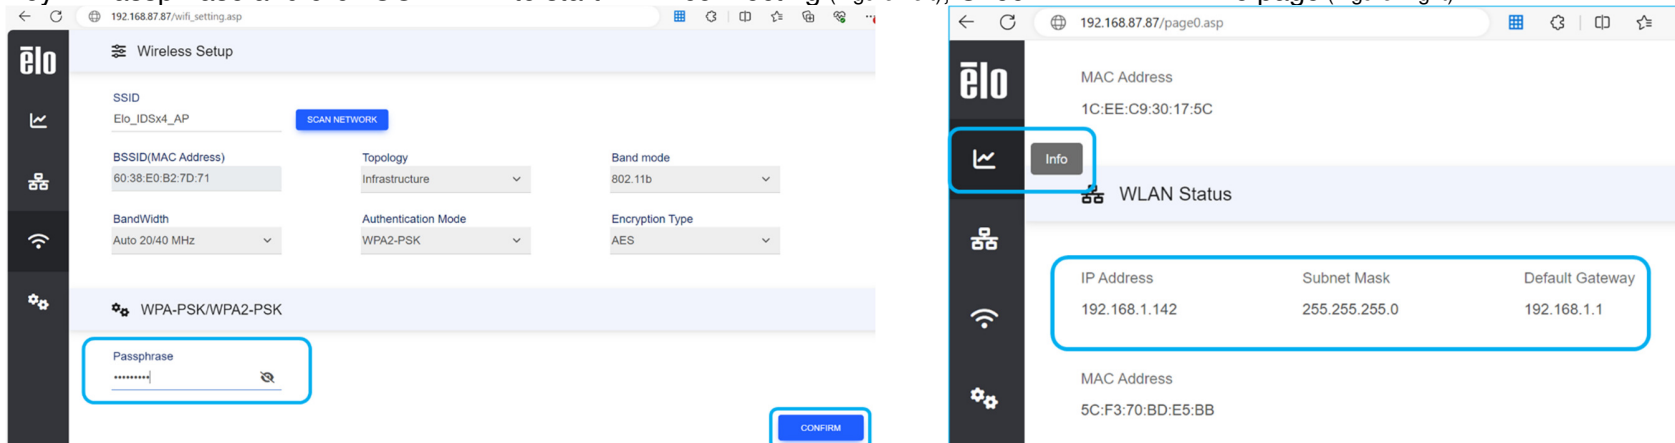 192.168.87.87/wifi_setting.asp
ēlo
Wireless Setup
SSID
Elo_IDSx4_AP
SCAN NETWORK
BSSID(MAC Address)
Topology
Band mode
60:38:E0:B2:7D:71
Infrastructure
802.11b
BandWidth
Authentication Mode
Encryption Type
Auto 20/40 MHz
WPA2-PSK
AES
WPA-PSK/WPA2-PSK
Passphrase
•••••••••
CONFIRM
192.168.87.87/page0.asp
ēlo
MAC Address
1C:EE:C9:30:17:5C
Info
WLAN Status
IP Address
Subnet Mask
Default Gateway
192.168.1.142
255.255.255.0
192.168.1.1
MAC Address
5C:F3:70:BD:E5:BB